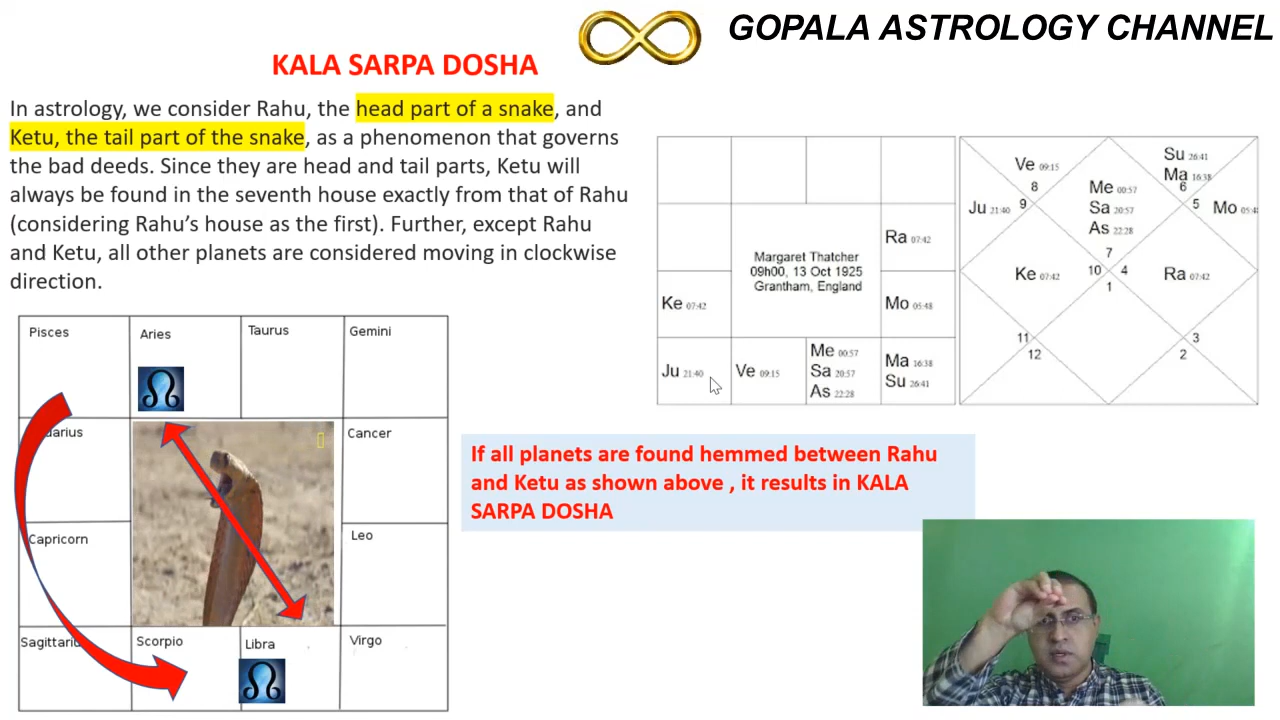 GOPALA ASTROLOGY CHANNEL
KALA SARPA DOSHA
In astrology, we consider Rahu, the head part of a snake, and
Ketu, the tail part of the snake, as a phenomenon that governs
the bad deeds. Since they are head and tail parts, Ketu will
always be found in the seventh house exactly from that of Rahu
(considering Rahu’s house as the first). Further, except Rahu
and Ketu, all other planets are considered moving in clockwise
direction.
Pisces
Aries
Taurus
Gemini
Cancer
Capricorn
Leo
Scorpio
Libra
Virgo
Ra 07:42
Margaret Thatcher
09h00, 13 Oct 1925
Grantham, England
Ke 07:42
Mo 05:48
Ju 21:40
Ve 09:15
Me 00:57
Sa 20:57
As 22:28
Ma 16:38
Su 26:41
Ve 09:15
Su 26:41
Ma 16:38
8
Me 00:57
6
Ju 21:40
9
Sa 20:57
5
Mo
As 22:28
7
Ke 07:42
10
4
Ra 07:42
1
11
3
12
2
If all planets are found hemmed between Rahu
and Ketu as shown above , it results in KALA
SARPA DOSHA